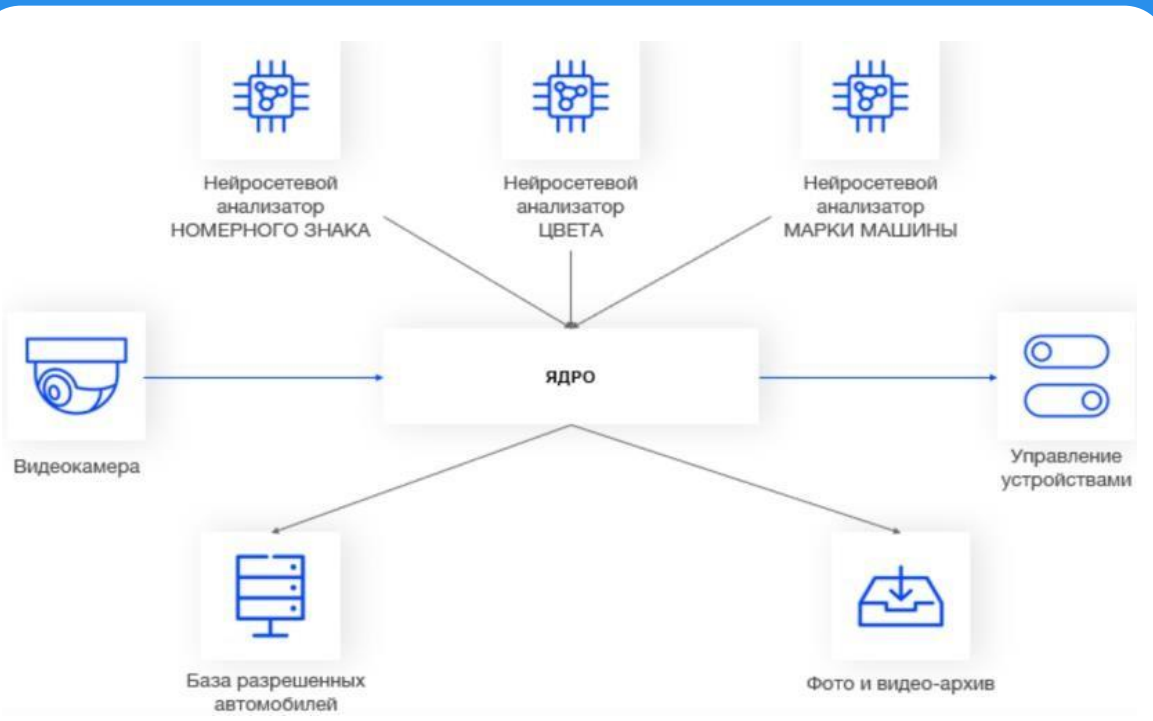 Нейросетевой
анализатор
НОМЕРНОГО ЗНАКА
Нейросетевой
анализатор
ЦВЕТА
Нейросетевой
анализатор
МАРКИ МАШИНЫ
Видеокамера
ЯДРО
Управление
устройствами
База разрешенных
автомобилей
Фото и видео-архив